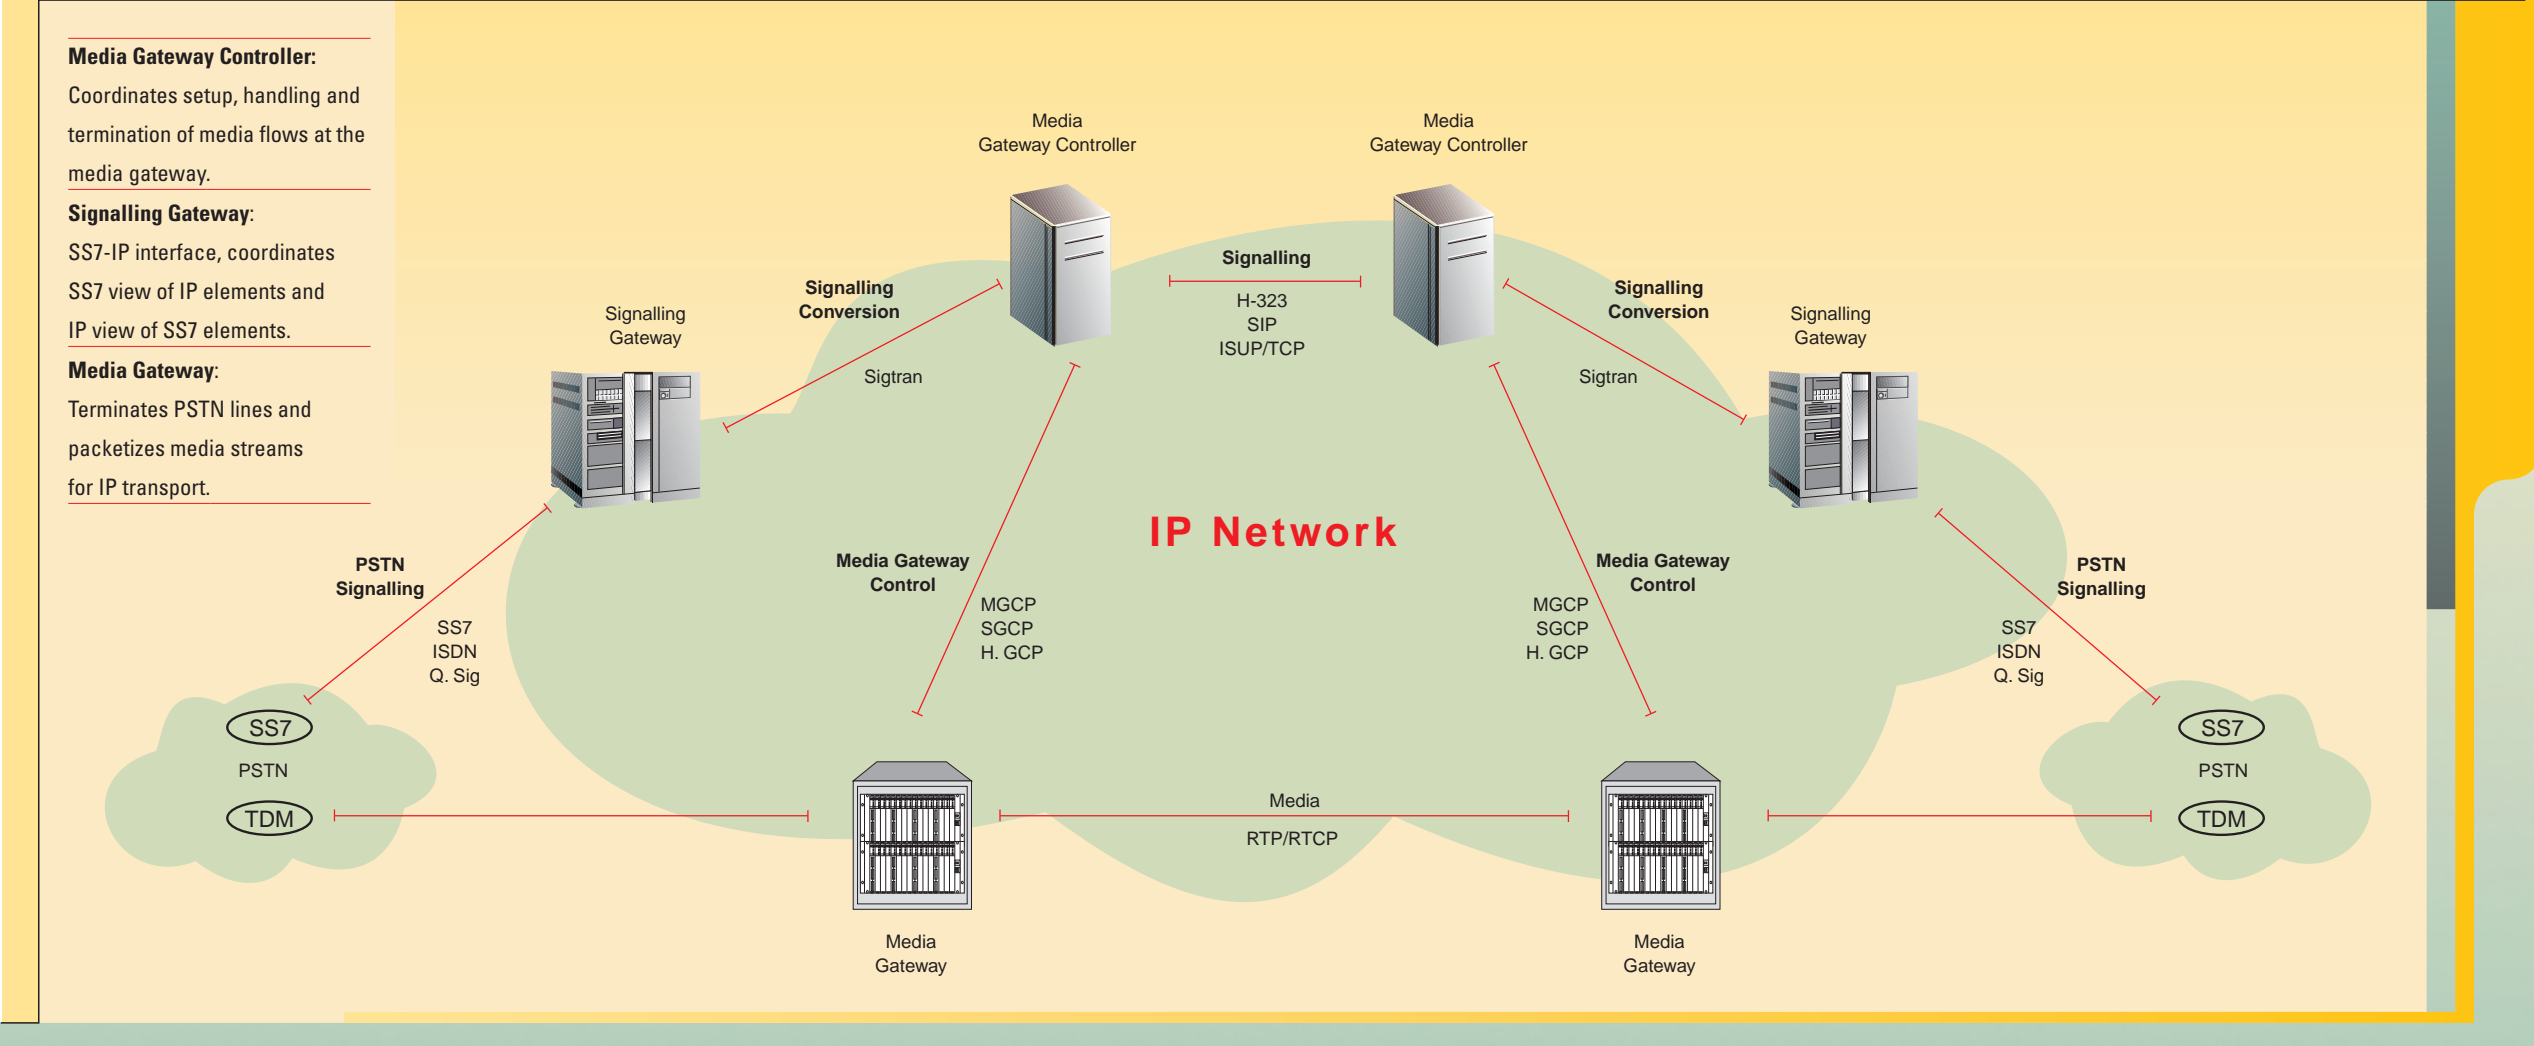 Media Gateway Controller:
Coordinates setup, handling and
termination of media flows at the
media gateway.
Signalling Gateway:
SS7-IP interface, coordinates
SS7 view of IP elements and
IP view of SS7 elements.
Media Gateway:
Terminates PSTN lines and
packetizes media streams
for IP transport.
Media
Gateway Controller
Media
Gateway Controller
Signalling
H-323
SIP
ISUP/TCP
Signalling
Conversion
Sigtran
Signalling
Conversion
Sigtran
Signalling
Gateway
Signalling
Gateway
IP Network
PSTN
Signalling
SS7
ISDN
Q. Sig
Media Gateway
Control
MGCP
SGCP
H. GCP
Media Gateway
Control
MGCP
SGCP
H. GCP
PSTN
Signalling
SS7
ISDN
Q. Sig
SS7
PSTN
TDM
Media
RTP/RTCP
SS7
PSTN
TDM
Media
Gateway
Media
Gateway